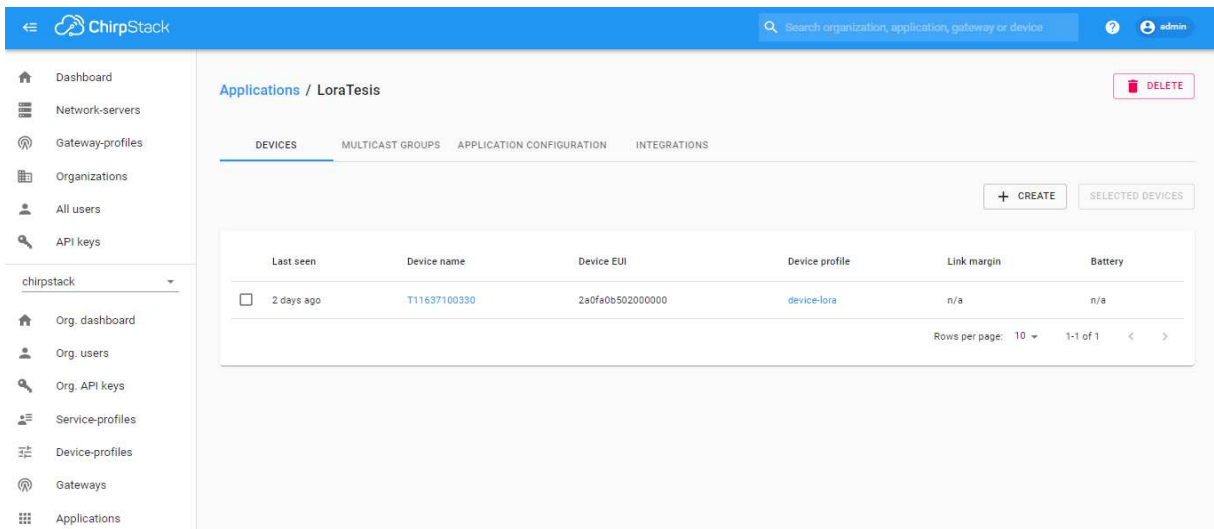 ChirpStack
Search organization, application, gateway or device
? admin
Dashboard
Network-servers
Gateway-profiles
Organizations
All users
API keys
chirpstack
Org. dashboard
Org. users
Org. API keys
Service-profiles
Device-profiles
Gateways
Applications
Applications / LoraTesis
DELETE
DEVICES MULTICAST GROUPS APPLICATION CONFIGURATION INTEGRATIONS
+ CREATE SELECTED DEVICES
Last seen Device name Device EUI Device profile Link margin Battery
2 days ago T11637100330 2a0fa0b502000000 device-lora n/a n/a
Rows per page: 10 1-1 of 1 < >